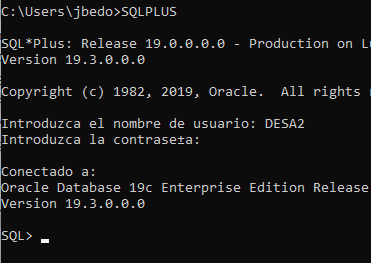 C:\Users\jbedo>SQLPLUS
SQL*Plus: Release 19.0.0.0.0 - Production on Lu
Version 19.3.0.0.0
Copyright (c) 1982, 2019, Oracle.  All rights
Introduzca el nombre de usuario: DESA2
Introduzca la contrase±a:
Conectado a:
Oracle Database 19c Enterprise Edition Release
Version 19.3.0.0.0
SQL>